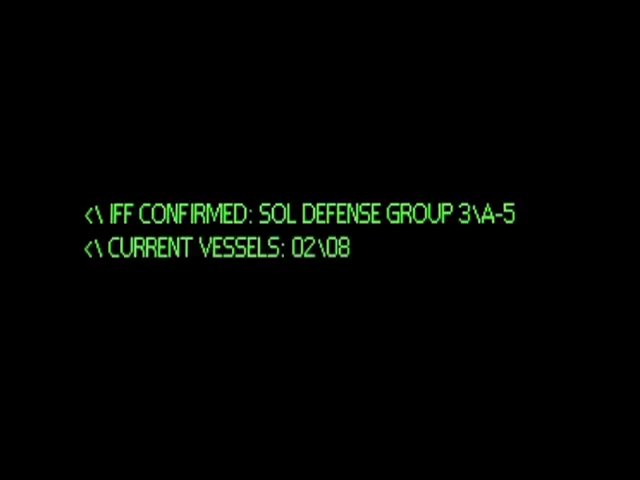 <\ IFF CONFIRMED: SOL DEFENSE GROUP 3\A-5
<\ CURRENT VESSELS: 02\08